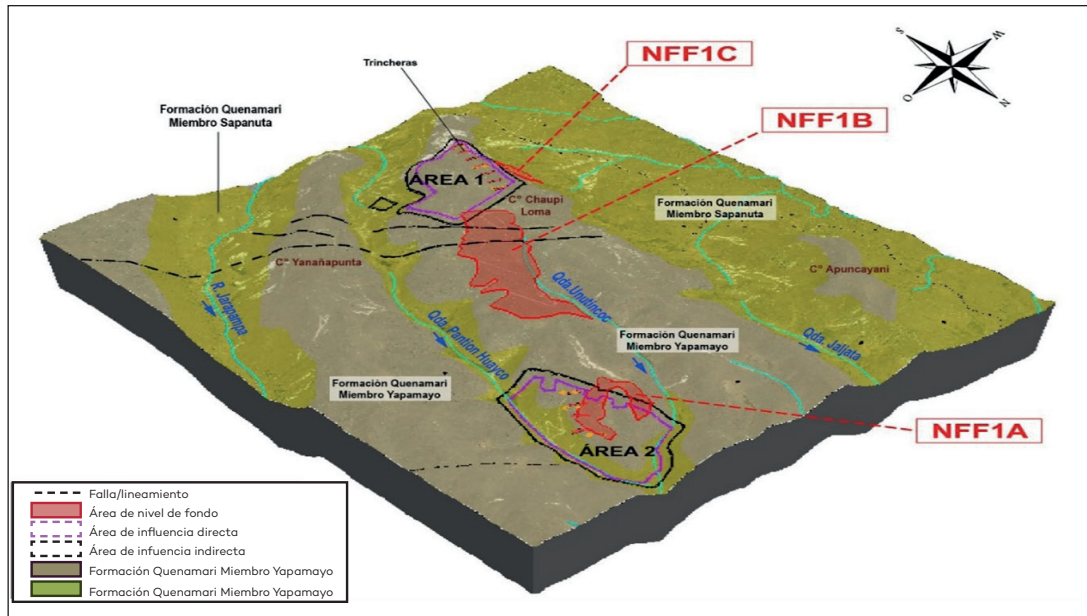 NFF1C
Trincheras
NFF1B
S
W
O
N
Formación Quenamari
Miembro Sapanuta
ÁREA 1
C° Chaupi
Loma
Formación Quenamari
Miembro Sapanuta
C° Yanañapunta
C° Apuncayani
R. Jarapampa
Qda. Pantion Huayco
Qda.Unutincoc
Qda. Jaljata
Formación Quenamari
Miembro Yapamayo
Formación Quenamari
Miembro Yapamayo
NFF1A
ÁREA 2
Falla/lineamiento
Área de nivel de fondo
Área de influencia directa
Área de infuencia indirecta
Formación Quenamari Miembro Yapamayo
Formación Quenamari Miembro Yapamayo